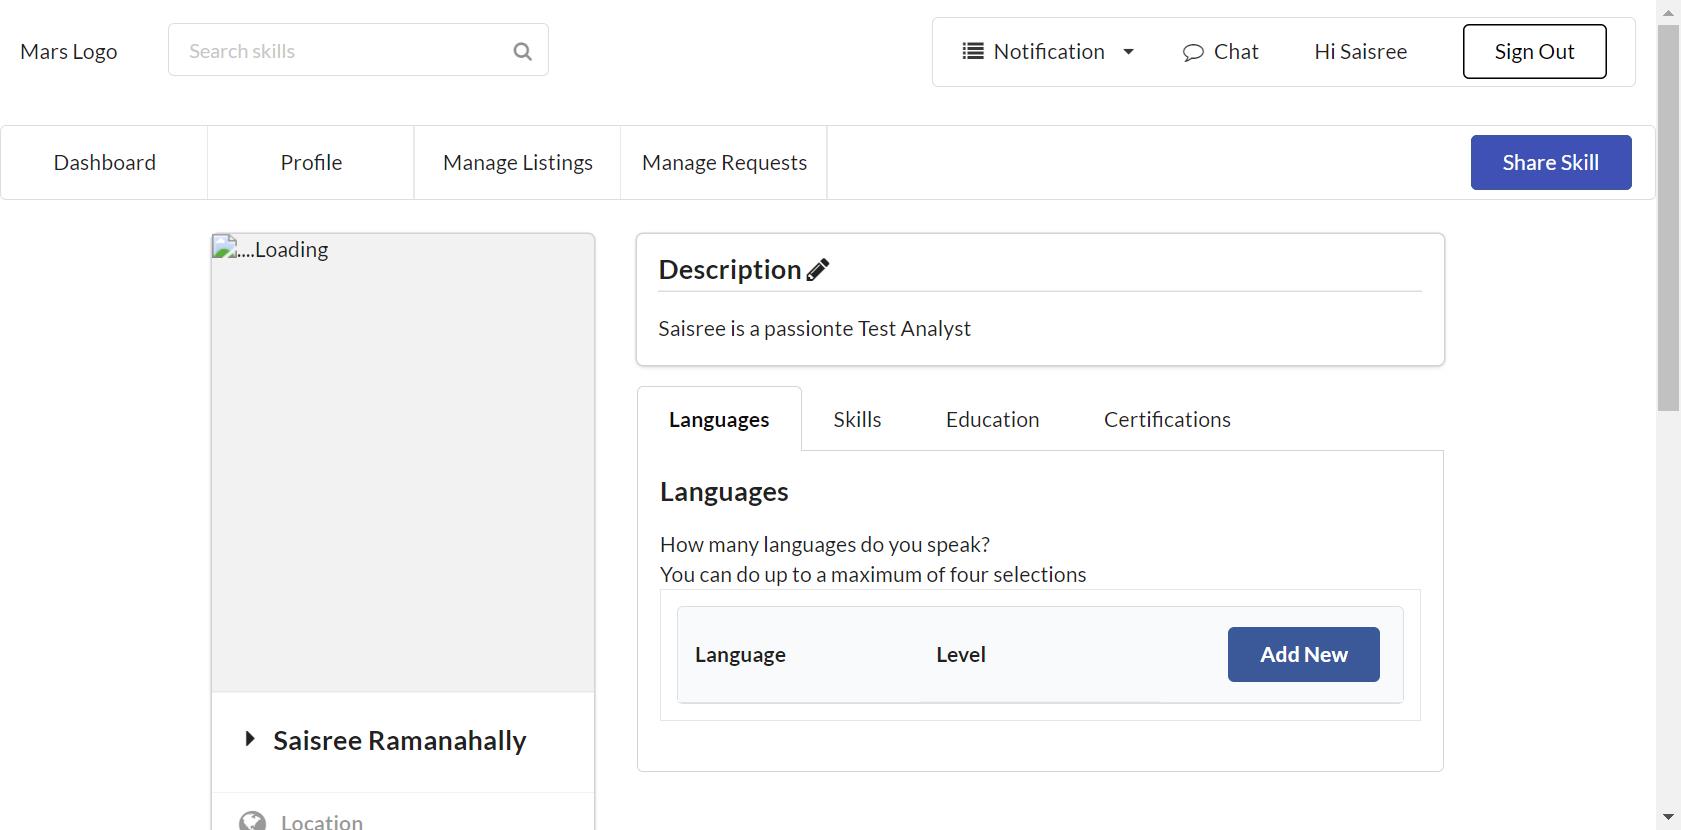 Mars Logo
Search skills
Notification
Chat
Hi Saisree
Sign Out
Dashboard
Profile
Manage Listings
Manage Requests
Share Skill
....Loading
Saisree Ramanahally
Location
Description
Saisree is a passionte Test Analyst
Languages
Skills
Education
Certifications
Languages
How many languages do you speak?
You can do up to a maximum of four selections
Language
Level
Add New